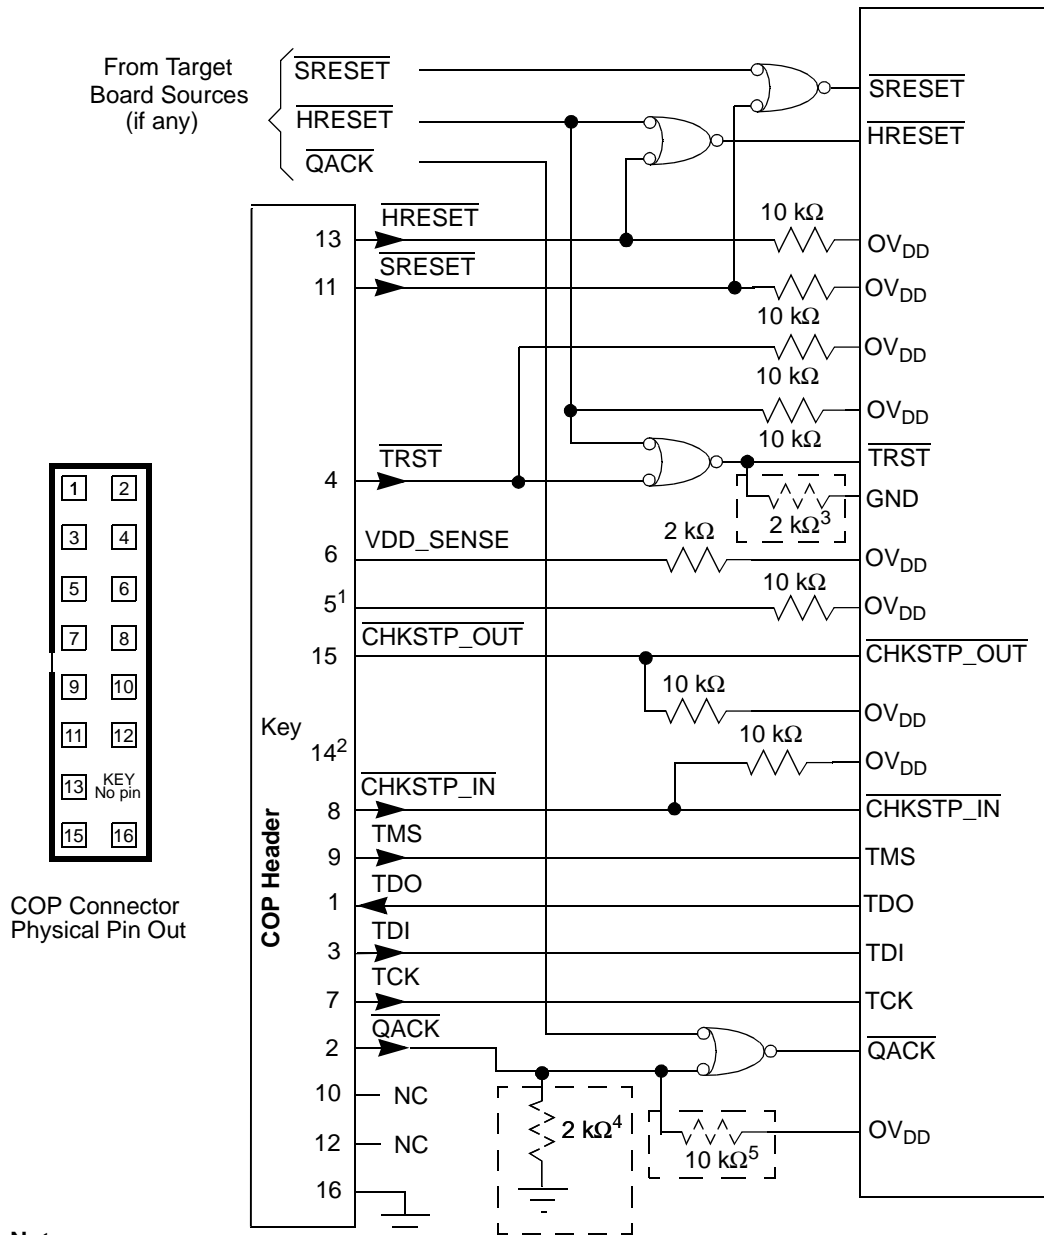 From Target
Board Sources
(if any)
SRESET
HRESET
QACK
SRESET
HRESET
13
HRESET
10 kΩ
OVDD
11
SRESET
OVDD
10 kΩ
OVDD
10 kΩ
OVDD
10 kΩ
4
TRST
TRST
GND
2 kΩ3
6
VDD_SENSE
2 kΩ
OVDD
51
10 kΩ
OVDD
15
CHKSTP_OUT
CHKSTP_OUT
10 kΩ
OVDD
Key
142
10 kΩ
OVDD
8
CHKSTP_IN
CHKSTP_IN
9
TMS
TMS
1
TDO
TDO
3
TDI
TDI
7
TCK
TCK
2
QACK
QACK
10
NC
2 kΩ4
10 kΩ5
OVDD
12
NC
16
COP Header
1 2
3 4
5 6
7 8
9 10
11 12
13 KEY
No pin
15 16
COP Connector
Physical Pin Out